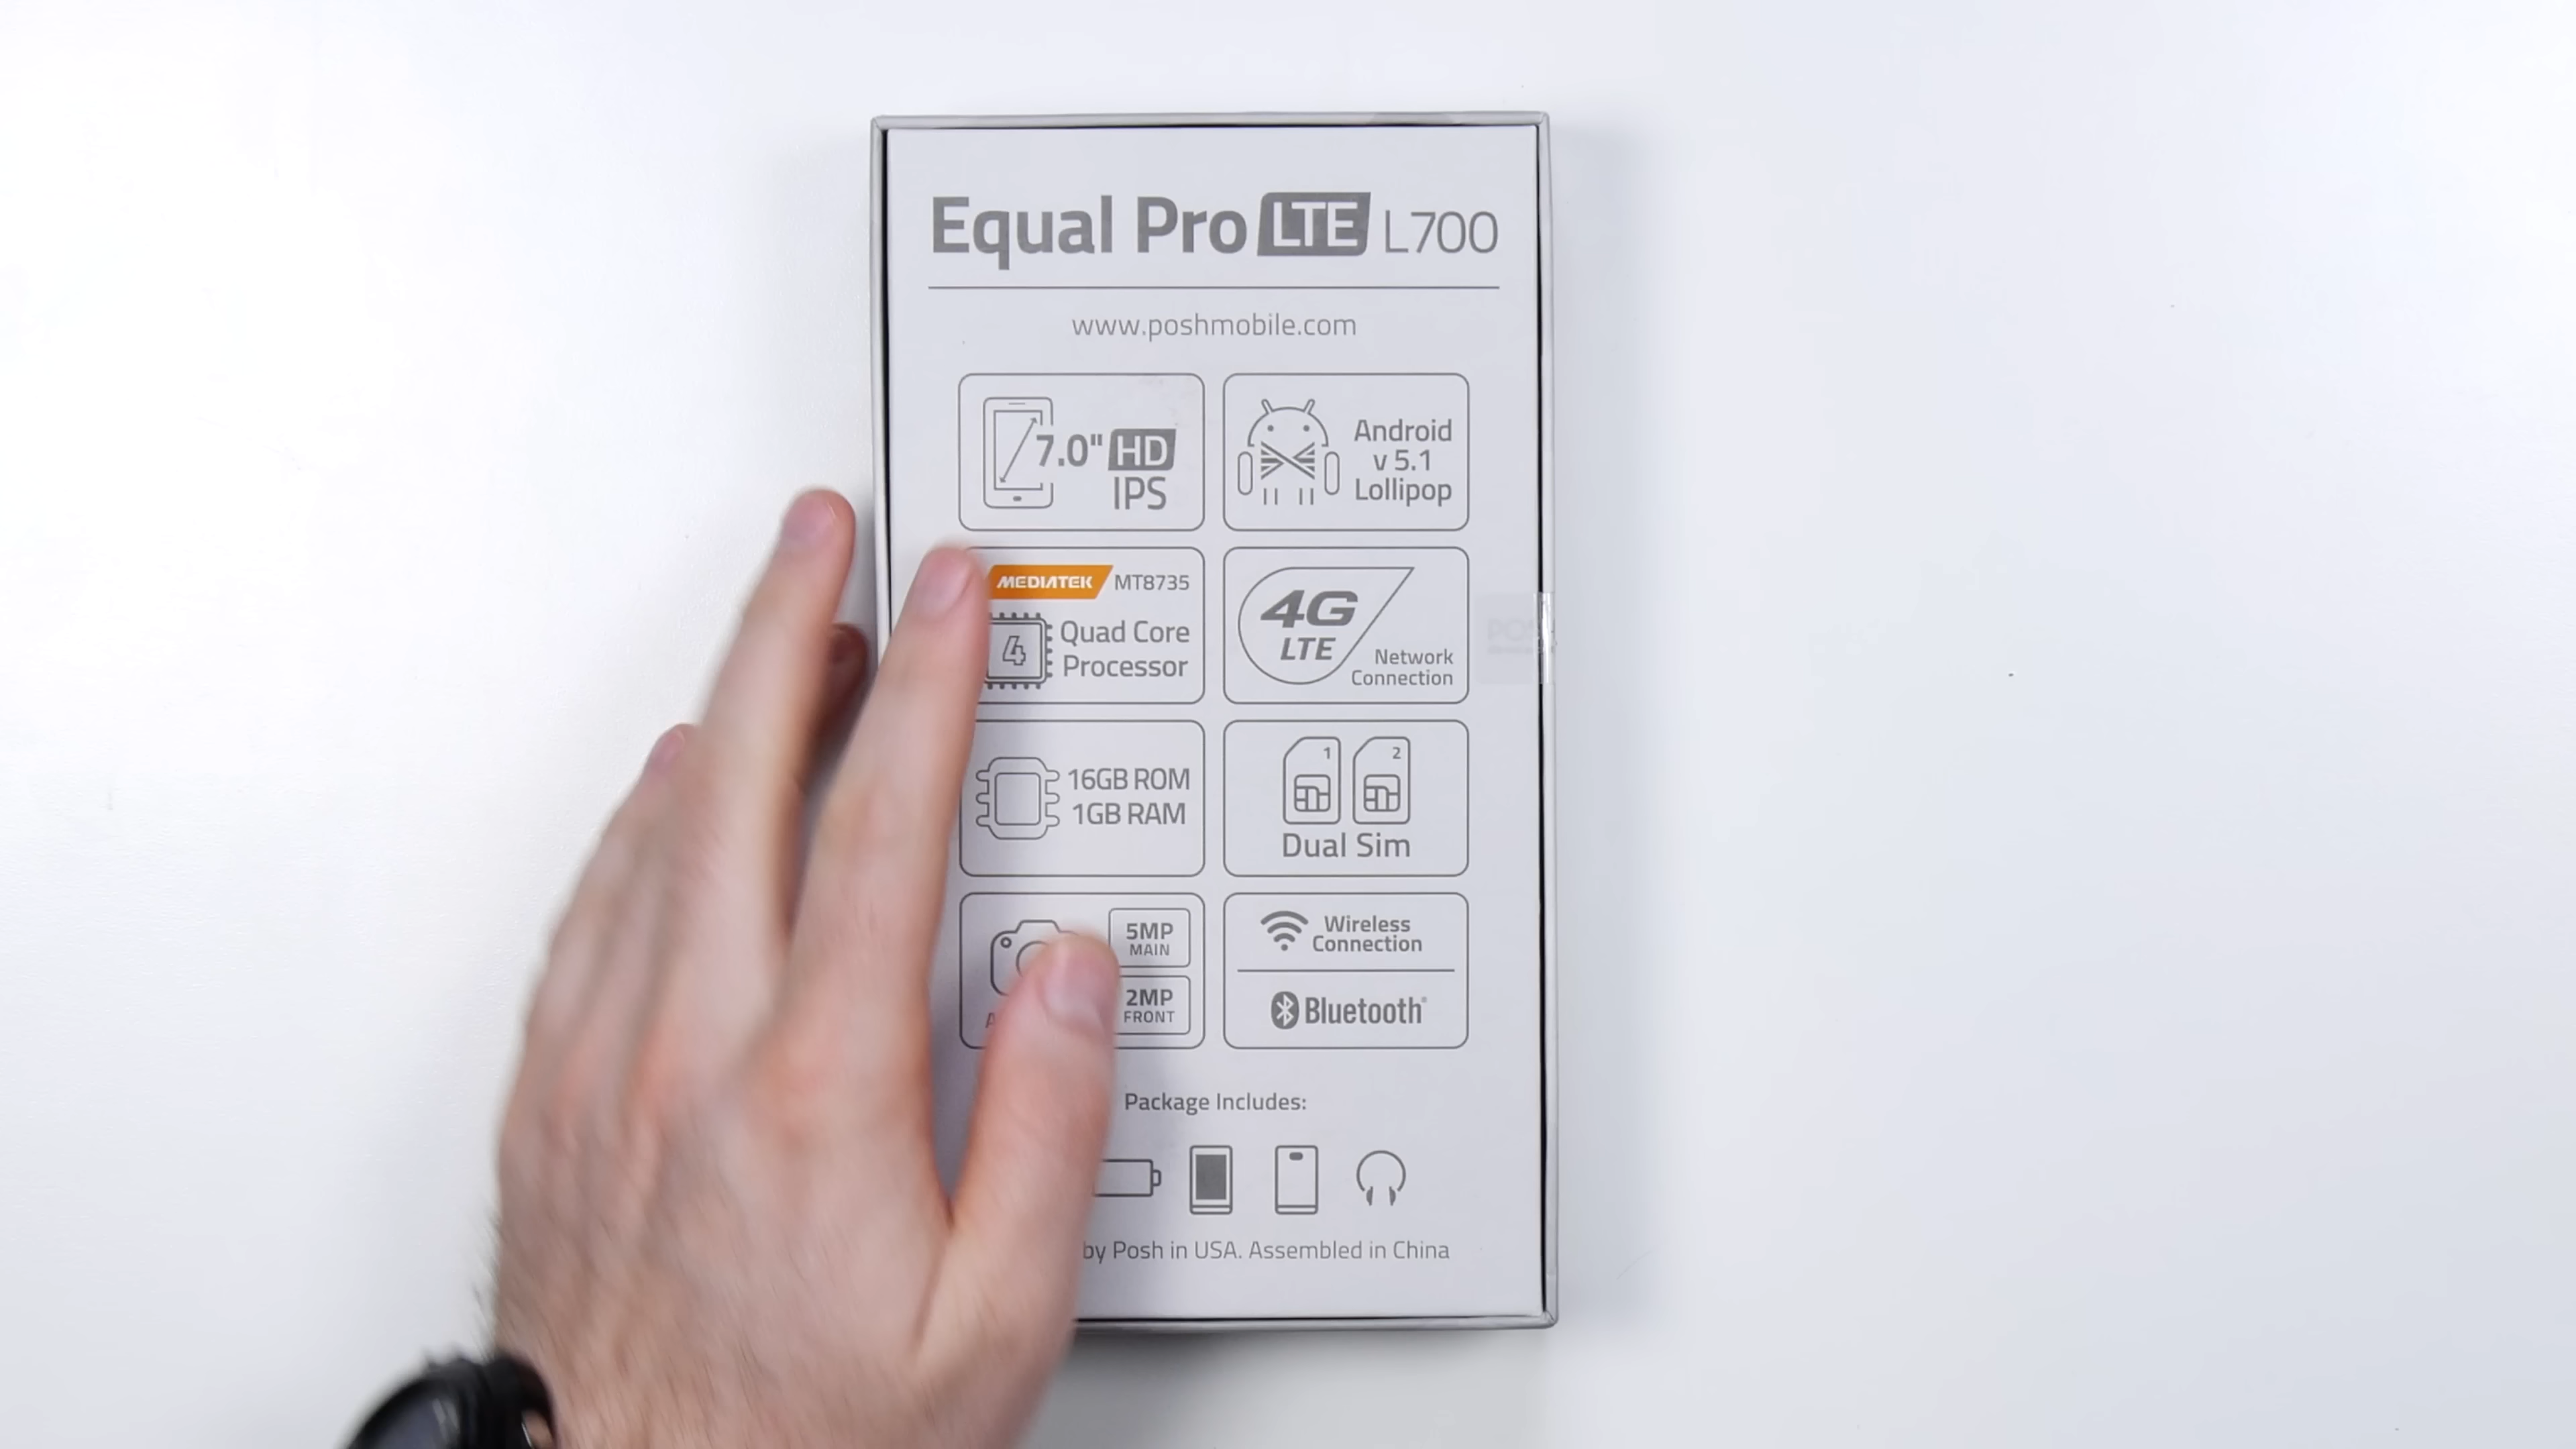 Equal Pro LTE L700
www.poshmobile.com
7.0" HD
IPS
Android
v 5.1
Lollipop
MEDIATEK MT8735
4
Quad Core
Processor
4G
LTE
Network
Connection
16GB ROM
1GB RAM
1 2
Dual Sim
5MP
MAIN
2MP
FRONT
Wireless
Connection
Bluetooth®
Package Includes:
by Posh in USA. Assembled in China